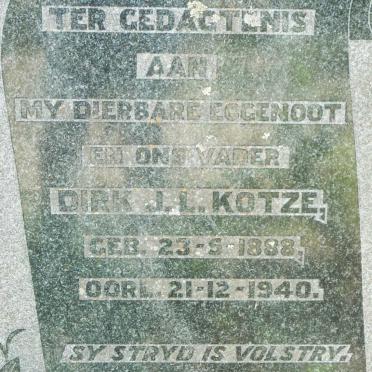 TER GEDAGTENIS
AAN
MY DIERBARE EGGENOOT
EN ONS VADER
DIRK J.L. KOTZE,
GEB. 23-9-1888,
OORL. 21-12-1940.
SY STRYD IS VOLSTRY.